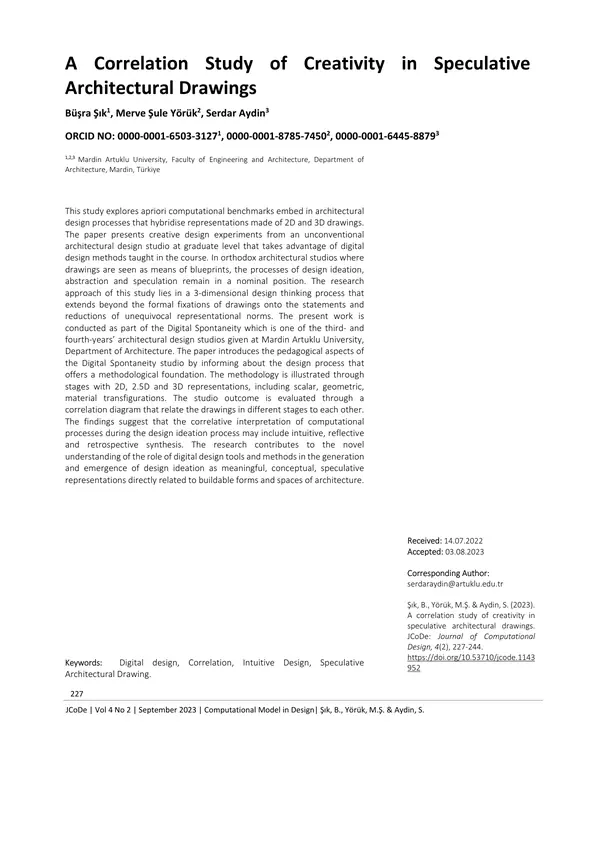 A Correlation Study of Creativity in Speculative
Architectural Drawings
Büşra Şık¹, Merve Şule Yörük², Serdar Aydin³
ORCID NO: 0000-0001-6503-3127¹, 0000-0001-8785-7450², 0000-0001-6445-8879³
1,2,3 Mardin Artuklu University, Faculty of Engineering and Architecture, Department of
Architecture, Mardin, Türkiye
This study explores apriori computational benchmarks embed in architectural
design processes that hybridise representations made of 2D and 3D drawings.
The paper presents creative design experiments from an unconventional
architectural design studio at graduate level that takes advantage of digital
design methods taught in the course. In orthodox architectural studios where
drawings are seen as means of blueprints, the processes of design ideation,
abstraction and speculation remain in a nominal position. The research
approach of this study lies in a 3-dimensional design thinking process that
extends beyond the formal fixations of drawings onto the statements and
reductions of unequivocal representational norms. The present work is
conducted as part of the Digital Spontaneity which is one of the third- and
fourth-years’ architectural design studios given at Mardin Artuklu University,
Department of Architecture. The paper introduces the pedagogical aspects of
the Digital Spontaneity studio by informing about the design process that
offers a methodological foundation. The methodology is illustrated through
stages with 2D, 2.5D and 3D representations, including scalar, geometric,
material transfigurations. The studio outcome is evaluated through a
correlation diagram that relate the drawings in different stages to each other.
The findings suggest that the correlative interpretation of computational
processes during the design ideation process may include intuitive, reflective
and retrospective synthesis. The research contributes to the novel
understanding of the role of digital design tools and methods in the generation
and emergence of design ideation as meaningful, conceptual, speculative
representations directly related to buildable forms and spaces of architecture.
Received: 14.07.2022
Accepted: 03.08.2023
Corresponding Author:
serdaraydin@artuklu.edu.tr
Şık, B., Yörük, M.Ş. & Aydin, S. (2023).
A correlation study of creativity in
speculative architectural drawings.
JCoDe: Journal of Computational
Design, 4(2), 227-244.
https://doi.org/10.53710/jcode.1143
952
Keywords: Digital design, Correlation, Intuitive Design, Speculative
Architectural Drawing.
227
JCoDe | Vol 4 No 2 | September 2023 | Computational Model in Design| Şık, B., Yörük, M.Ş. & Aydin, S.